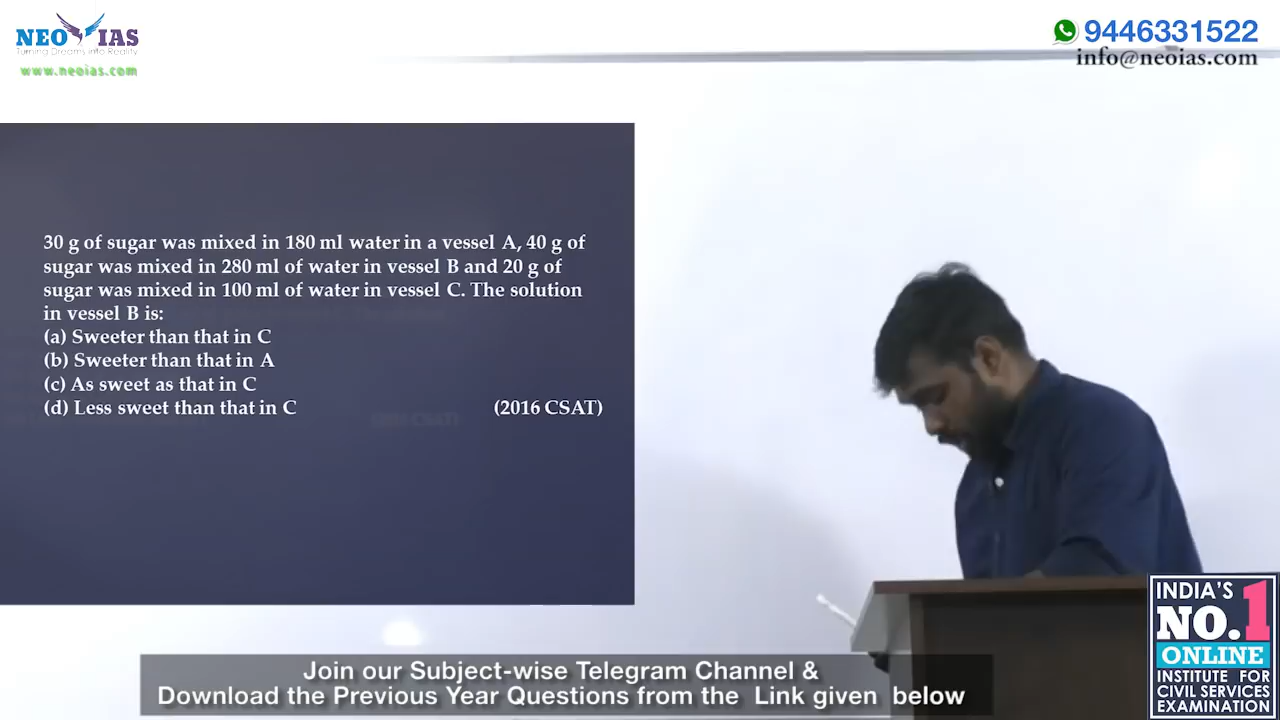 NEO IAS
Turning Dreams into Reality
www.neoias.com
9446331522
info@neoias.com
30 g of sugar was mixed in 180 ml water in a vessel A, 40 g of
sugar was mixed in 280 ml of water in vessel B and 20 g of
sugar was mixed in 100 ml of water in vessel C. The solution
in vessel B is:
(a) Sweeter than that in C
(b) Sweeter than that in A
(c) As sweet as that in C
(d) Less sweet than that in C (2016 CSAT)
INDIA'S
NO.1
ONLINE
INSTITUTE FOR
CIVIL SERVICES
EXAMINATION
Join our Subject-wise Telegram Channel &
Download the Previous Year Questions from the Link given below